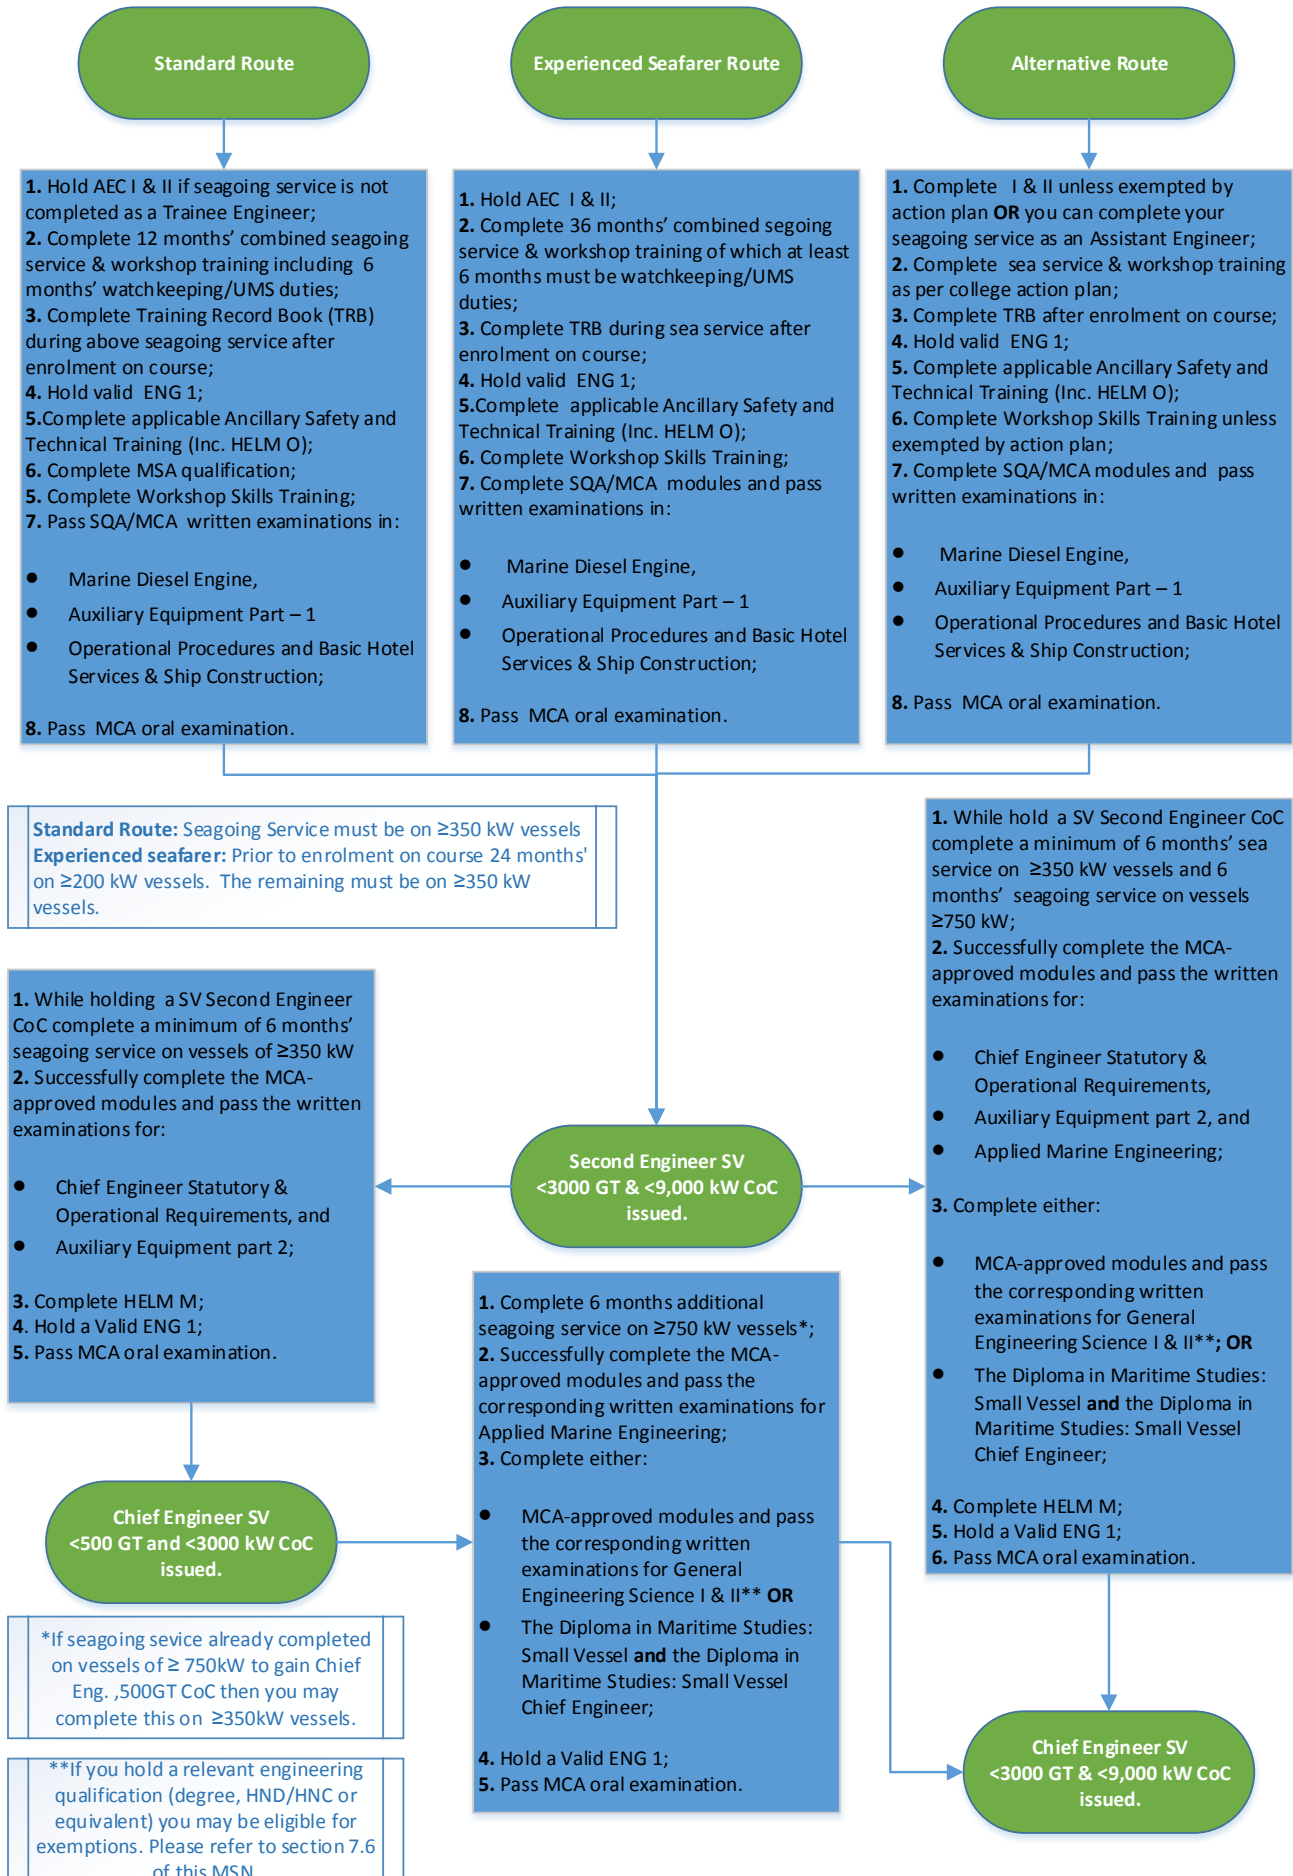 Standard Route
Experienced Seafarer Route
Alternative Route
1. Hold AEC I & II if seagoing service is not
completed as a Trainee Engineer;
2. Complete 12 months’ combined seagoing
service & workshop training including 6
months’ watchkeeping/UMS duties;
3. Complete Training Record Book (TRB)
during above seagoing service after
enrolment on course;
4. Hold valid ENG 1;
5.Complete applicable Ancillary Safety and
Technical Training (Inc. HELM O);
6. Complete MSA qualification;
5. Complete Workshop Skills Training;
7. Pass SQA/MCA written examinations in:
● Marine Diesel Engine,
● Auxiliary Equipment Part – 1
● Operational Procedures and Basic Hotel
Services & Ship Construction;
8. Pass MCA oral examination.
1. Hold AEC I & II;
2. Complete 36 months’ combined segoing
service & workshop training of which at least
6 months must be watchkeeping/UMS
duties;
3. Complete TRB during sea service after
enrolment on course;
4. Hold valid ENG 1;
5.Complete applicable Ancillary Safety and
Technical Training (Inc. HELM O);
6. Complete Workshop Skills Training;
7. Complete SQA/MCA modules and pass
written examinations in:
● Marine Diesel Engine,
● Auxiliary Equipment Part – 1
● Operational Procedures and Basic Hotel
Services & Ship Construction;
8. Pass MCA oral examination.
1. Complete I & II unless exempted by
action plan OR you can complete your
seagoing service as an Assistant Engineer;
2. Complete sea service & workshop training
as per college action plan;
3. Complete TRB after enrolment on course;
4. Hold valid ENG 1;
5. Complete applicable Ancillary Safety and
Technical Training (Inc. HELM O);
6. Complete Workshop Skills Training unless
exempted by action plan;
7. Complete SQA/MCA modules and pass
written examinations in:
● Marine Diesel Engine,
● Auxiliary Equipment Part – 1
● Operational Procedures and Basic Hotel
Services & Ship Construction;
8. Pass MCA oral examination.
Standard Route: Seagoing Service must be on ≥350 kW vessels
Experienced seafarer: Prior to enrolment on course 24 months'
on ≥200 kW vessels. The remaining must be on ≥350 kW
vessels.
1. While holding a SV Second Engineer
CoC complete a minimum of 6 months’
seagoing service on vessels of ≥350 kW
2. Successfully complete the MCA-
approved modules and pass the written
examinations for:
● Chief Engineer Statutory &
Operational Requirements, and
● Auxiliary Equipment part 2;
3. Complete HELM M;
4. Hold a Valid ENG 1;
5. Pass MCA oral examination.
Second Engineer SV
<3000 GT & <9,000 kW CoC
issued.
1. While hold a SV Second Engineer CoC
complete a minimum of 6 months’ sea
service on ≥350 kW vessels and 6
months’ seagoing service on vessels
≥750 kW;
2. Successfully complete the MCA-
approved modules and pass the written
examinations for:
● Chief Engineer Statutory &
Operational Requirements,
● Auxiliary Equipment part 2, and
● Applied Marine Engineering;
3. Complete either:
● MCA-approved modules and pass
the corresponding written
examinations for General
Engineering Science I & II**; OR
● The Diploma in Maritime Studies:
Small Vessel and the Diploma in
Maritime Studies: Small Vessel
Chief Engineer;
4. Complete HELM M;
5. Hold a Valid ENG 1;
6. Pass MCA oral examination.
Chief Engineer SV
<500 GT and <3000 kW CoC
issued.
1. Complete 6 months additional
seagoing service on ≥750 kW vessels*;
2. Successfully complete the MCA-
approved modules and pass the
corresponding written examinations for
Applied Marine Engineering;
3. Complete either:
● MCA-approved modules and pass
the corresponding written
examinations for General
Engineering Science I & II** OR
● The Diploma in Maritime Studies:
Small Vessel and the Diploma in
Maritime Studies: Small Vessel
Chief Engineer;
4. Hold a Valid ENG 1;
5. Pass MCA oral examination.
*If seagoing sevice already completed
on vessels of ≥ 750kW to gain Chief
Eng. ,500GT CoC then you may
complete this on ≥350kW vessels.
**If you hold a relevant engineering
qualification (degree, HND/HNC or
equivalent) you may be eligible for
exemptions. Please refer to section 7.6
of this MSN
Chief Engineer SV
<3000 GT & <9,000 kW CoC
issued.